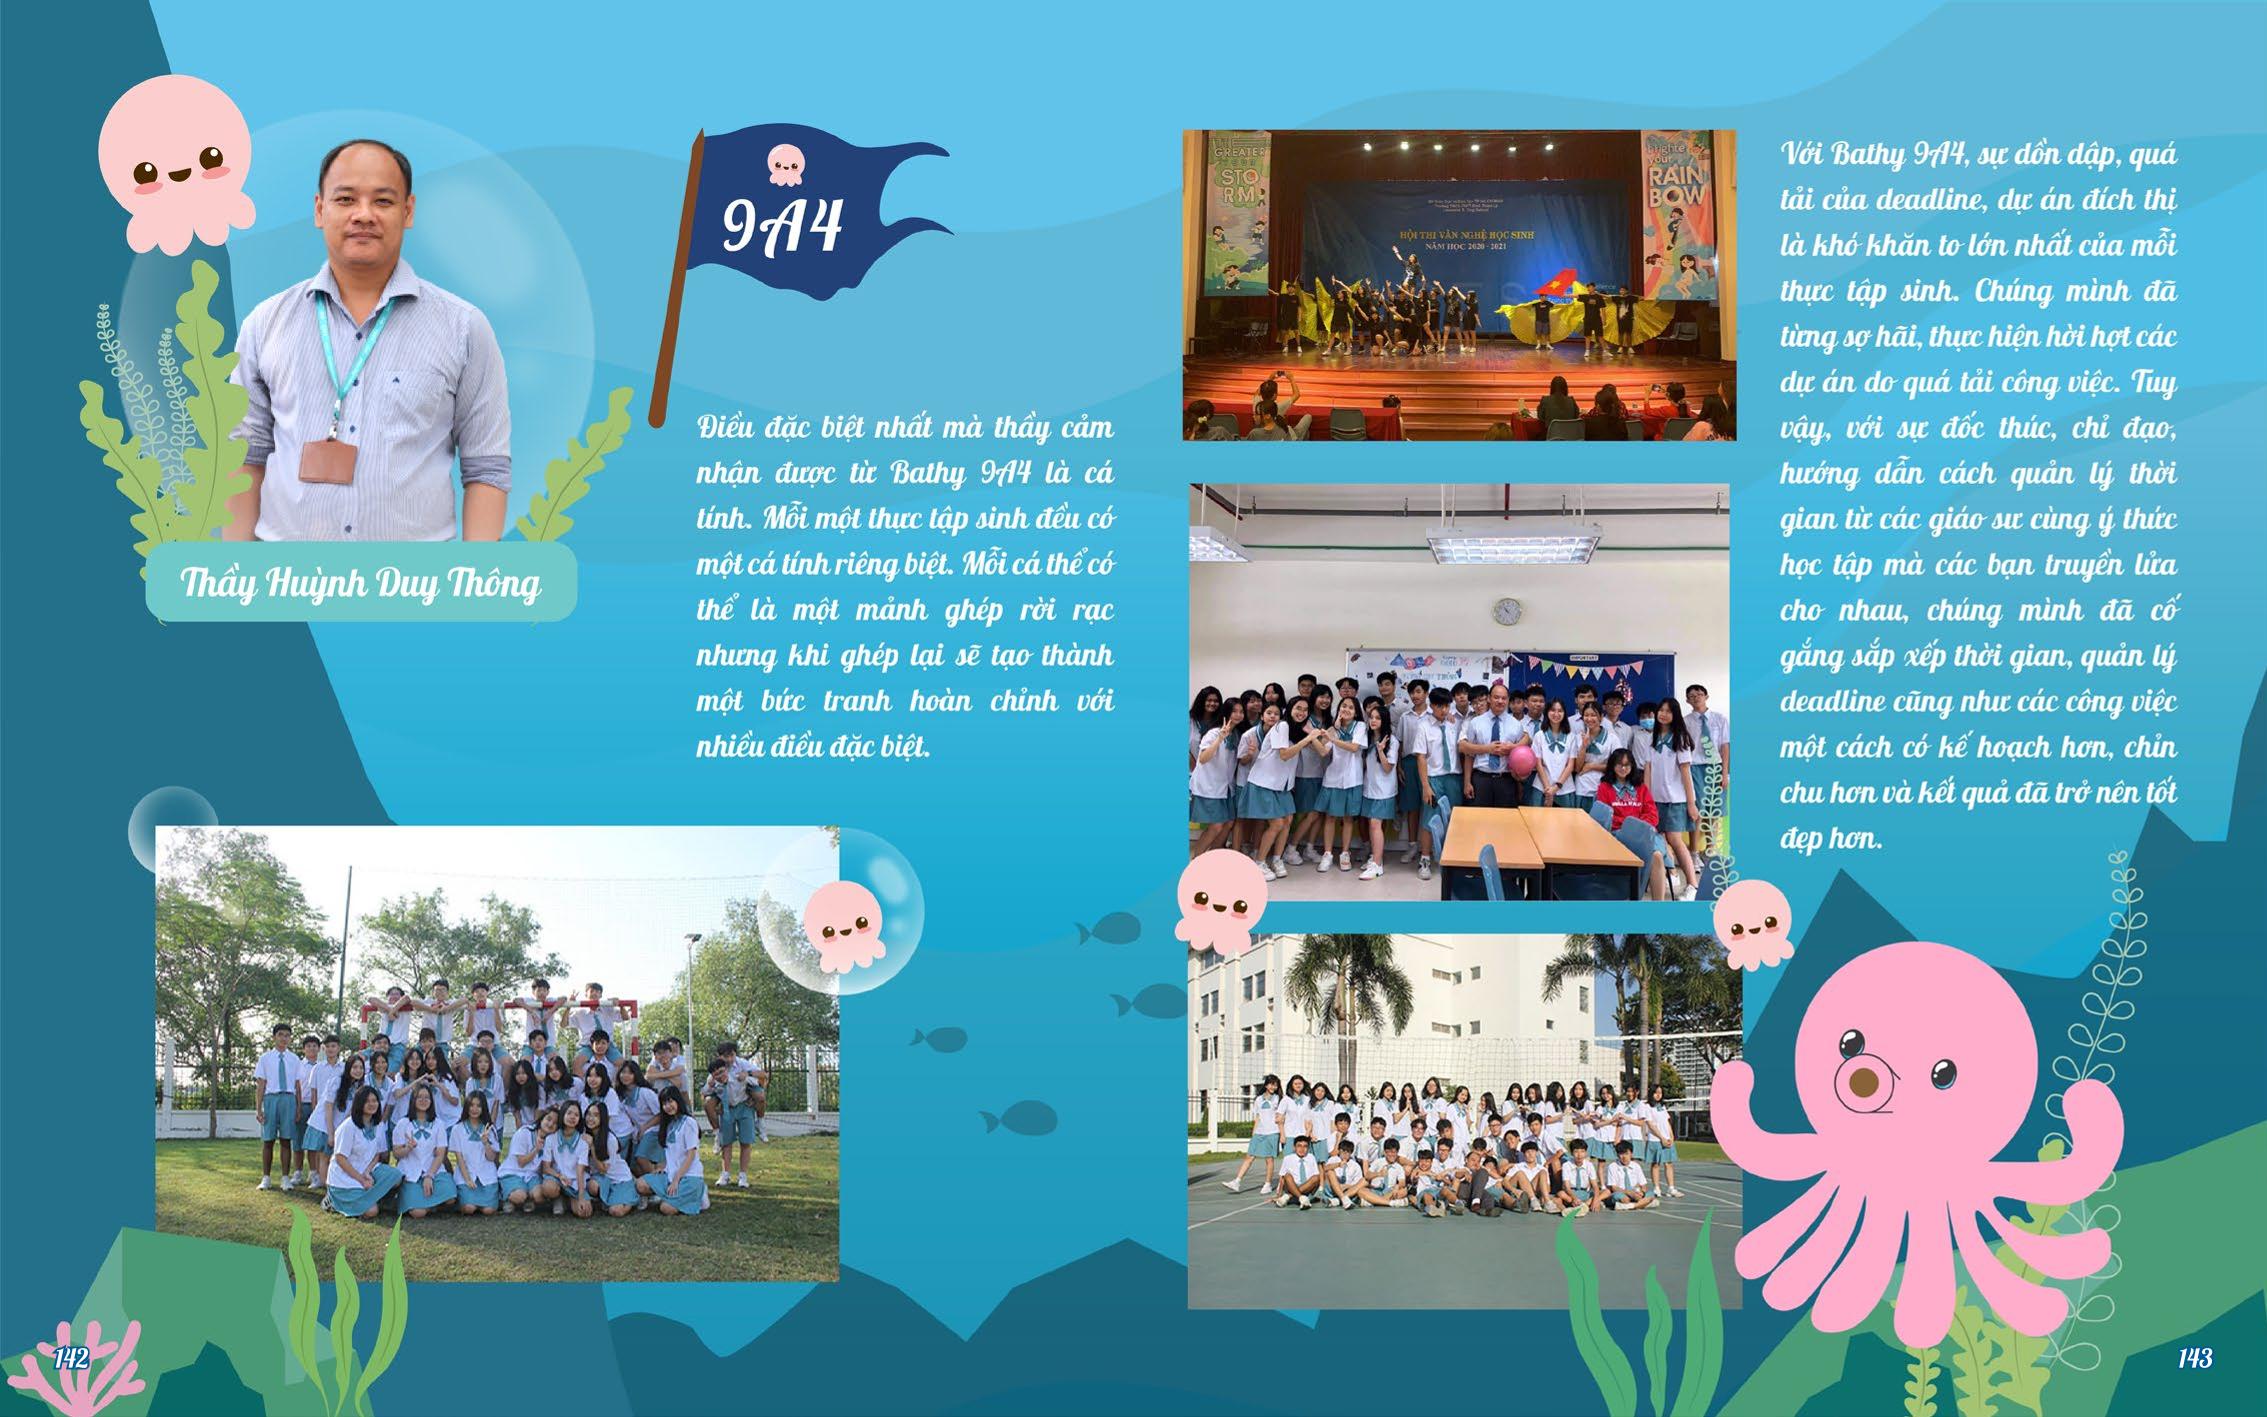 9A4
Thầy Huỳnh Duy Thông
Điều đặc biệt nhất mà thầy cảm
nhận được từ Bathy 9A4 là cá
tính. Mỗi một thực tập sinh đều có
một cá tính riêng biệt. Mỗi cá thể có
thể là một mảnh ghép rời rạc
nhưng khi ghép lại sẽ tạo thành
một bức tranh hoàn chỉnh với
nhiều điều đặc biệt.
142
GREATER
STO
RM
HỘI THI VĂN NGHỆ HỌC SINH
NĂM HỌC 2020 - 2021
your
RAIN
BOW
IMPORTANT
Với Bathy 9A4, sự dồn dập, quá
tải của deadline, dự án đích thị
là khó khăn to lớn nhất của mỗi
thực tập sinh. Chúng mình đã
từng sợ hãi, thực hiện hời hợt các
dự án do quá tải công việc. Tuy
vậy, với sự đốc thúc, chỉ đạo,
hướng dẫn cách quản lý thời
gian từ các giáo sư cùng ý thức
học tập mà các bạn truyền lửa
cho nhau, chúng mình đã cố
gắng sắp xếp thời gian, quản lý
deadline cũng như các công việc
một cách có kế hoạch hơn, chỉn
chu hơn và kết quả đã trở nên tốt
đẹp hơn.
143